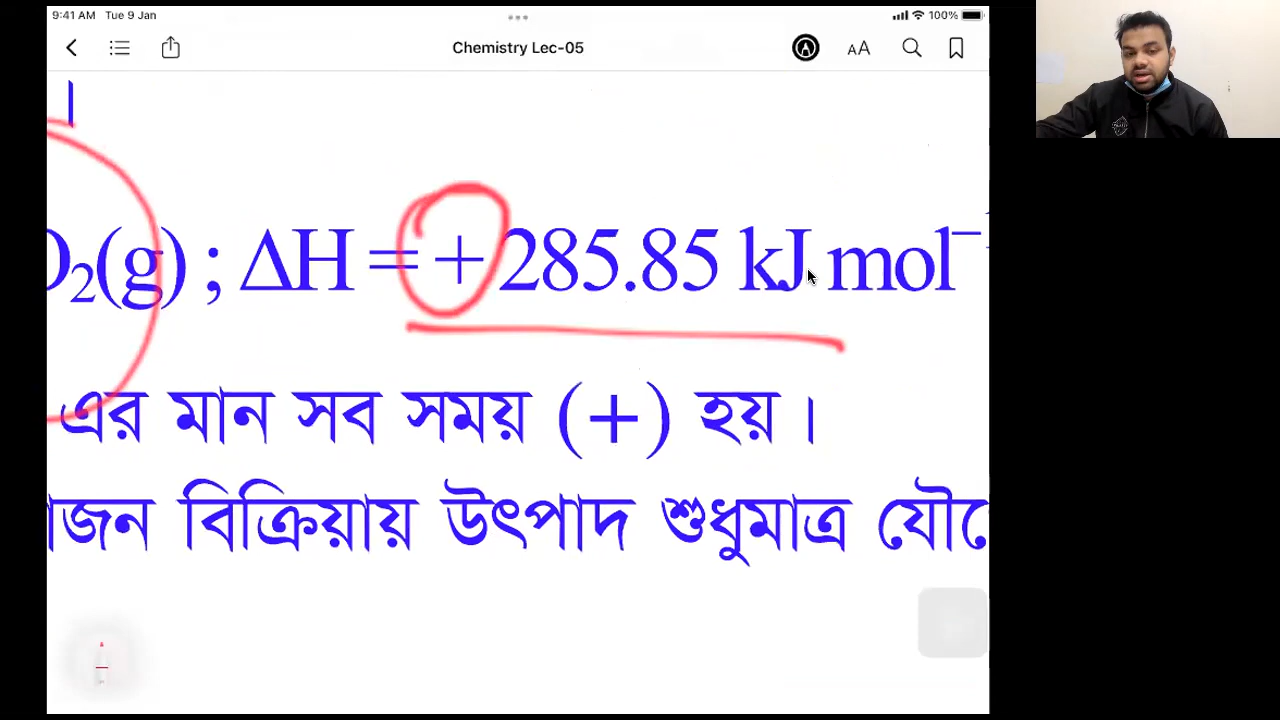 9:41 AM Tue 9 Jan
100%
Chemistry Lec-05
AA
।
O₂(g) ; ΔH = + 285.85 kJ mol⁻
এর মান সব সময় (+) হয়।
াজন বিক্রিয়ায় উৎপাদ শুধুমাত্র যৌ